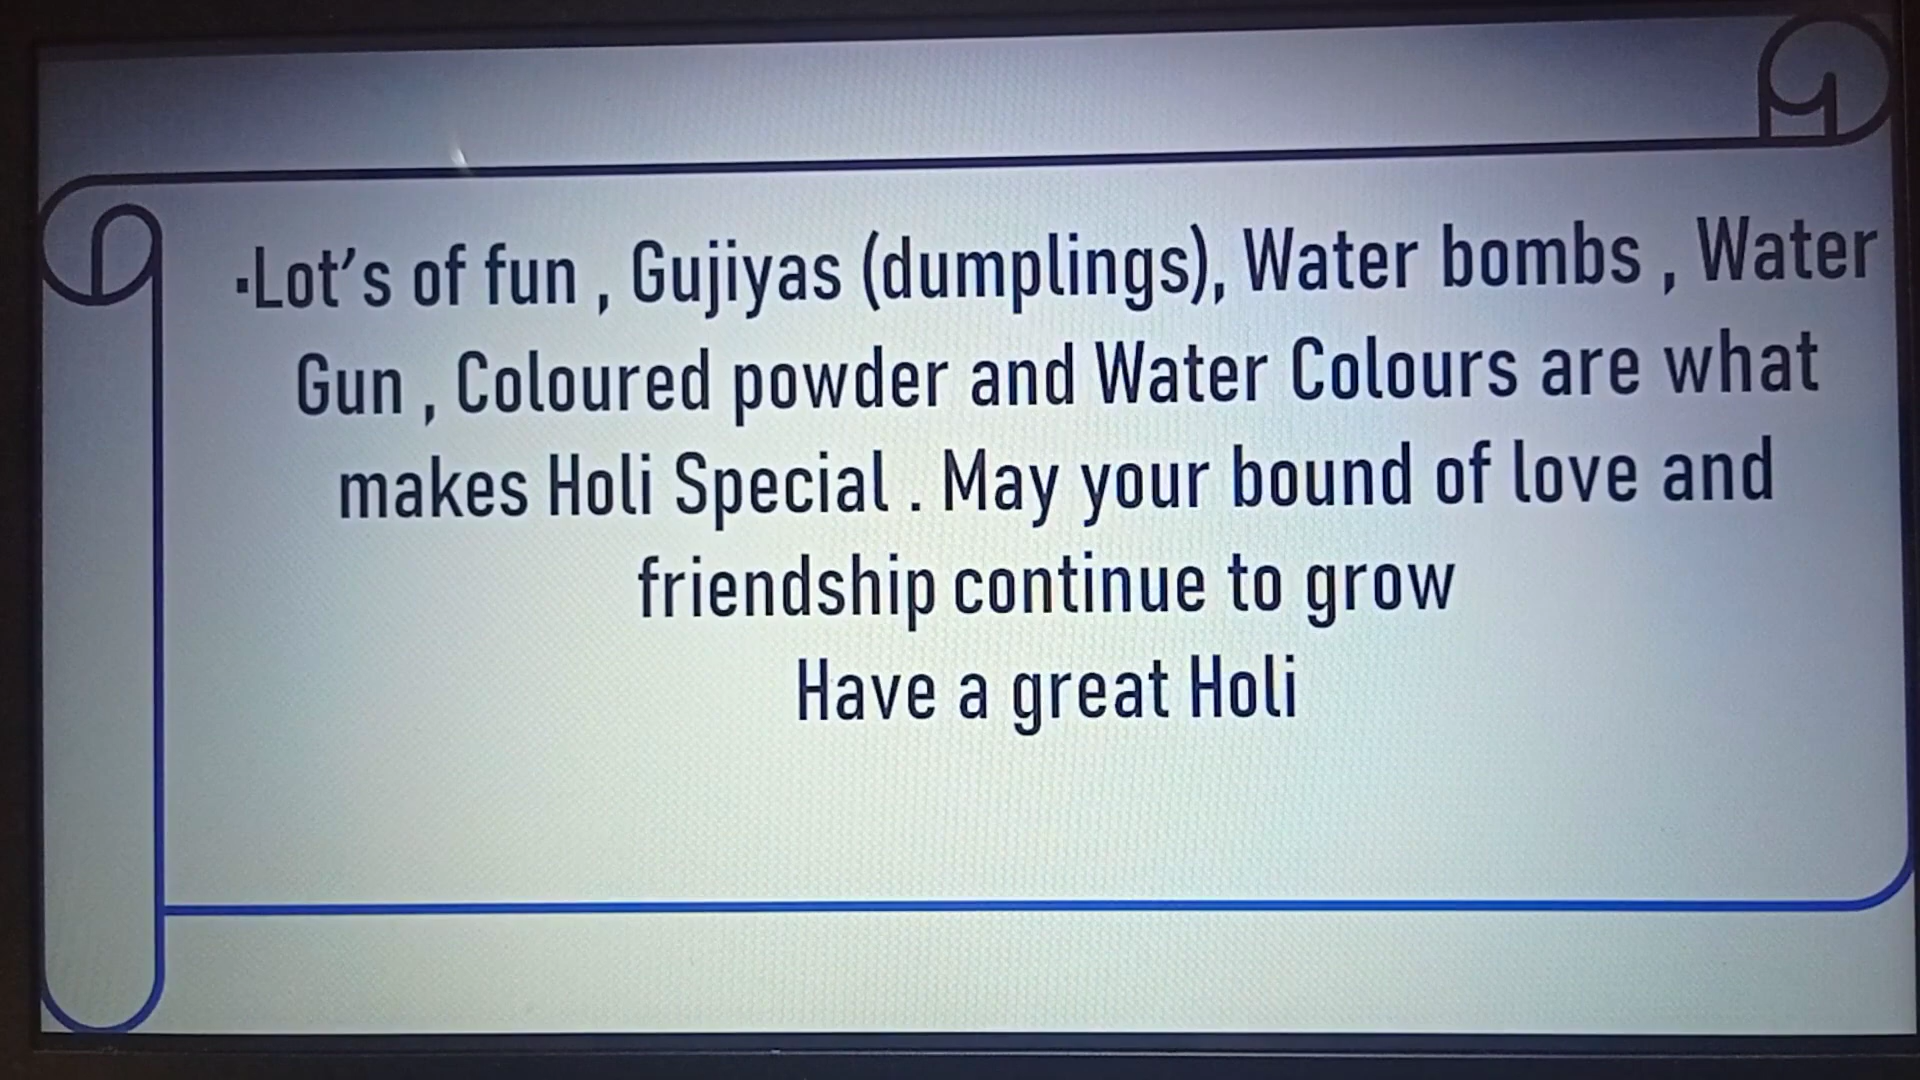 ·Lot's of fun , Gujiyas (dumplings), Water bombs , Water
Gun , Coloured powder and Water Colours are what
makes Holi Special . May your bound of love and
friendship continue to grow
Have a great Holi